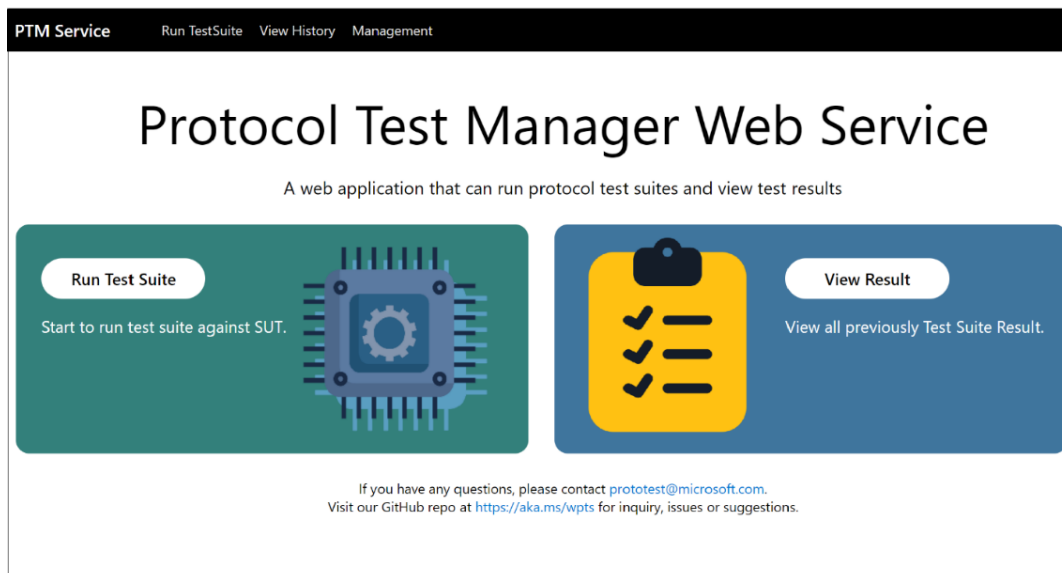 PTM Service Run TestSuite View History Management
Protocol Test Manager Web Service
A web application that can run protocol test suites and view test results
Run Test Suite
Start to run test suite against SUT.
View Result
View all previously Test Suite Result.
If you have any questions, please contact prototest@microsoft.com.
Visit our GitHub repo at https://aka.ms/wpts for inquiry, issues or suggestions.